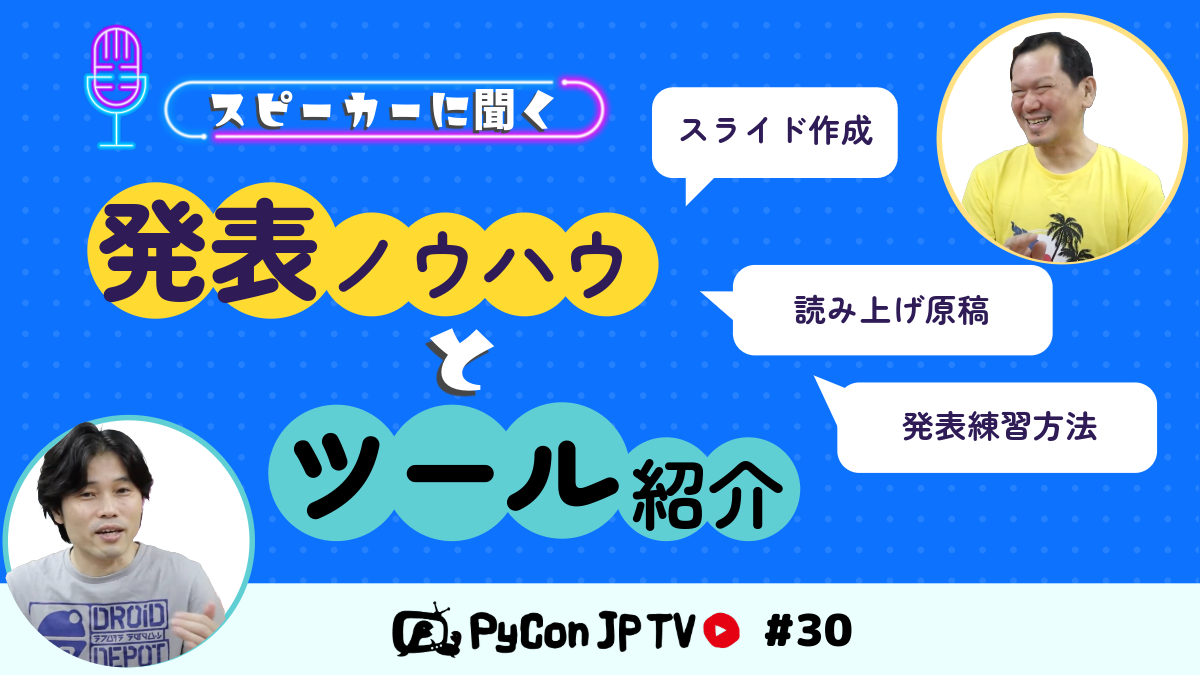 スピーカーに聞く
発表ノウハウ
と
ツール紹介
スライド作成
読み上げ原稿
発表練習方法
DROID
DEPOT
PyCon JP TV #30